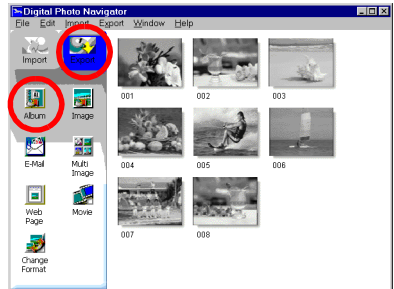 Digital Photo Navigator
File Edit Import Export Window Help
Import Export
Album Image
E-Mail Multi Image
Web Page Movie
Change Format
001 002 003
004 005 006
007 008